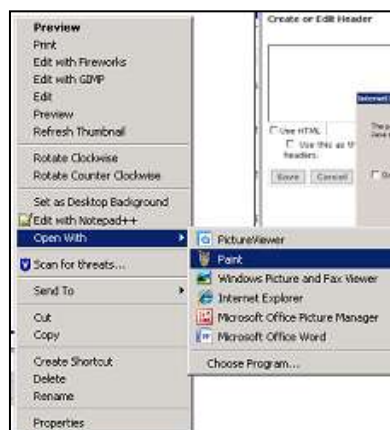 Preview
Print
Edit with Fireworks
Edit with GIMP
Edit
Preview
Refresh Thumbnail
Rotate Clockwise
Rotate Counter Clockwise
Set as Desktop Background
Edit with Notepad++
Open With
Scan for threats...
Send To
Cut
Copy
Create Shortcut
Delete
Rename
Properties
PictureViewer
Paint
Windows Picture and Fax Viewer
Internet Explorer
Microsoft Office Picture Manager
Microsoft Office Word
Choose Program...
Create or Edit Header
Internet
Use HTML
Use this as th
headers.
Save Cancel